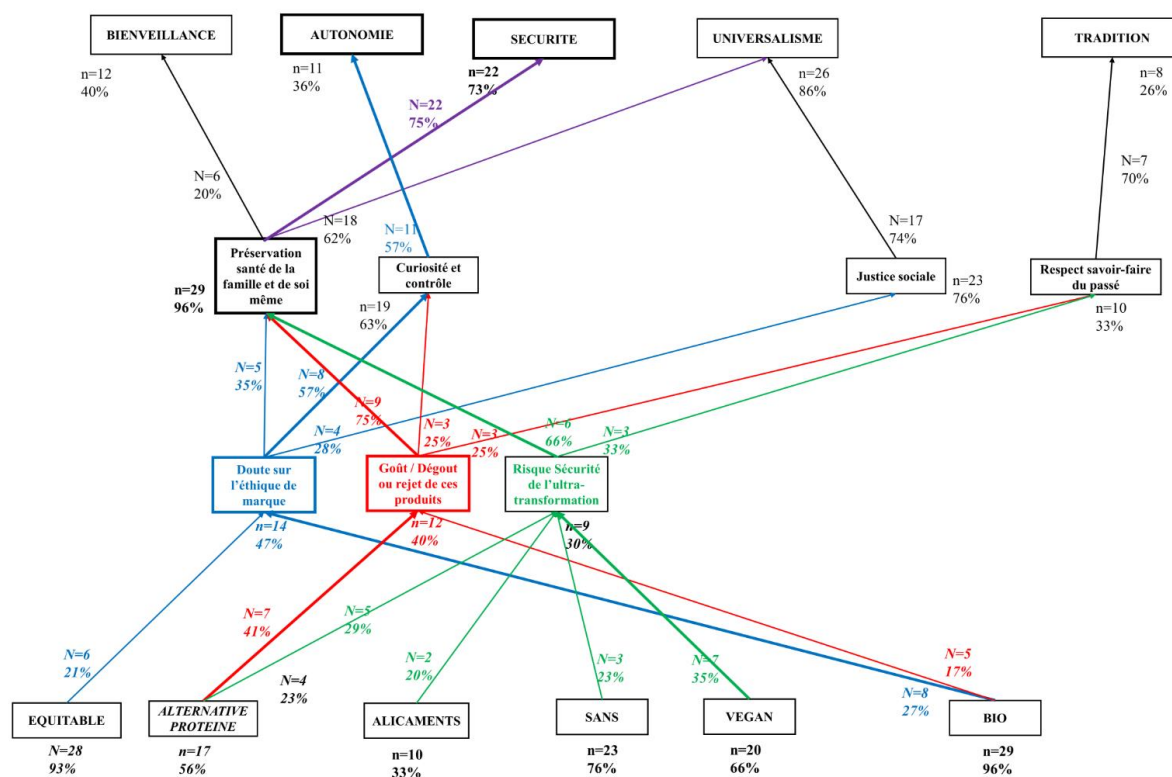 BIENVEILLANCE
AUTONOMIE
SECURITE
UNIVERSALISME
TRADITION
n=12
40%
n=11
36%
n=22
73%
n=26
86%
n=8
26%
N=22
75%
N=6
20%
N=18
62%
N=11
57%
N=17
74%
N=7
70%
Préservation
santé de la
famille et de soi
même
n=29
96%
Curiosité et
contrôle
n=19
63%
Justice sociale
n=23
76%
Respect savoir-faire
du passé
n=10
33%
N=5
35%
N=8
57%
N=9
75%
N=4
28%
N=3
25%
N=3
25%
N=6
66%
N=3
33%
Doute sur
l’éthique de
marque
n=14
47%
Goût / Dégout
ou rejet de ces
produits
n=12
40%
Risque Sécurité
de l’ultra-
transformation
n=9
30%
N=6
21%
N=7
41%
N=5
29%
N=4
23%
N=2
20%
N=3
23%
N=7
35%
N=8
27%
N=5
17%
EQUITABLE
N=28
93%
ALTERNATIVE
PROTEINE
n=17
56%
ALICAMENTS
n=10
33%
SANS
n=23
76%
VEGAN
n=20
66%
BIO
n=29
96%